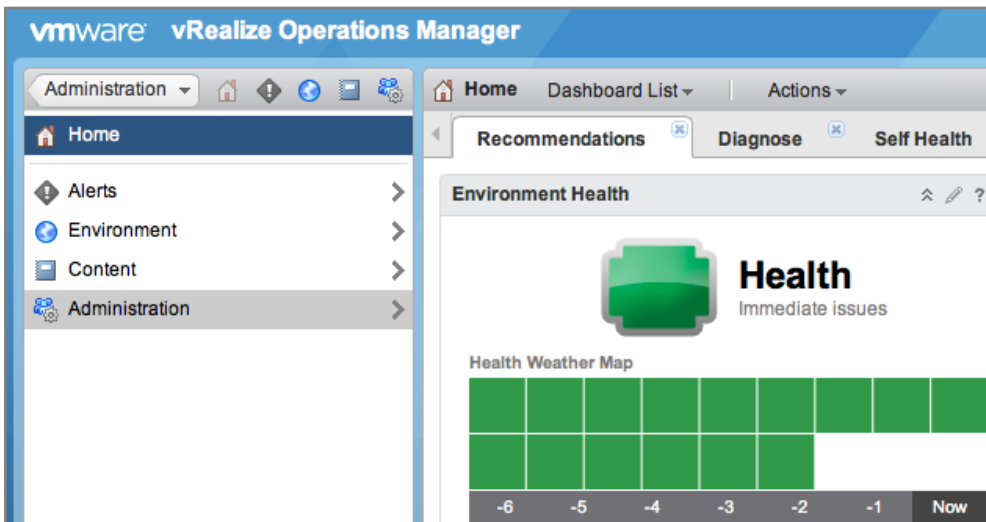 vmware vRealize Operations Manager
Administration
Home Dashboard List Actions
Home
Recommendations Diagnose Self Health
Alerts
Environment
Content
Administration
Environment Health
?
Health
Immediate issues
Health Weather Map
-6 -5 -4 -3 -2 -1 Now